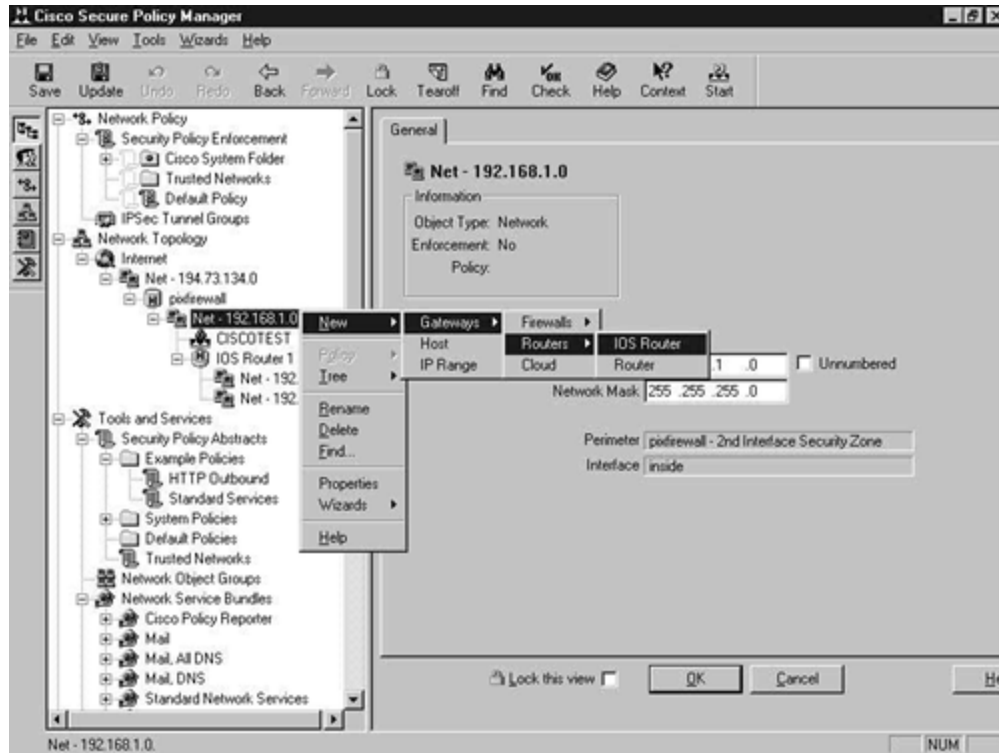 Cisco Secure Policy Manager
File Edit View Tools Wizards Help
Save Update Undo Redo Back Forward Lock Tearoff Find Check Help Context Start
Network Policy
Security Policy Enforcement
Cisco System Folder
Trusted Networks
Default Policy
IPSec Tunnel Groups
Network Topology
Internet
Net - 194.73.134.0
pixfirewall
Net - 192.168.1.0
CISCOTEST
IOS Router 1
Net - 192.
Net - 192.
Tools and Services
Security Policy Abstracts
Example Policies
HTTP Outbound
Standard Services
System Policies
Default Policies
Trusted Networks
Network Object Groups
Network Service Bundles
Cisco Policy Reporter
Mail
Mail, All DNS
Mail, DNS
Standard Network Services
New
Policy
Tree
Rename
Delete
Find...
Properties
Wizards
Help
Gateways
Host
IP Range
Firewalls
Routers
Cloud
IOS Router
Router
General
Net - 192.168.1.0
Information
Object Type: Network
Enforcement: No
Policy:
.1 .0 Unnumbered
Network Mask 255 .255 .255 .0
Perimeter pixfirewall - 2nd Interface Security Zone
Interface inside
Lock this view OK Cancel He
Net - 192.168.1.0. NUM